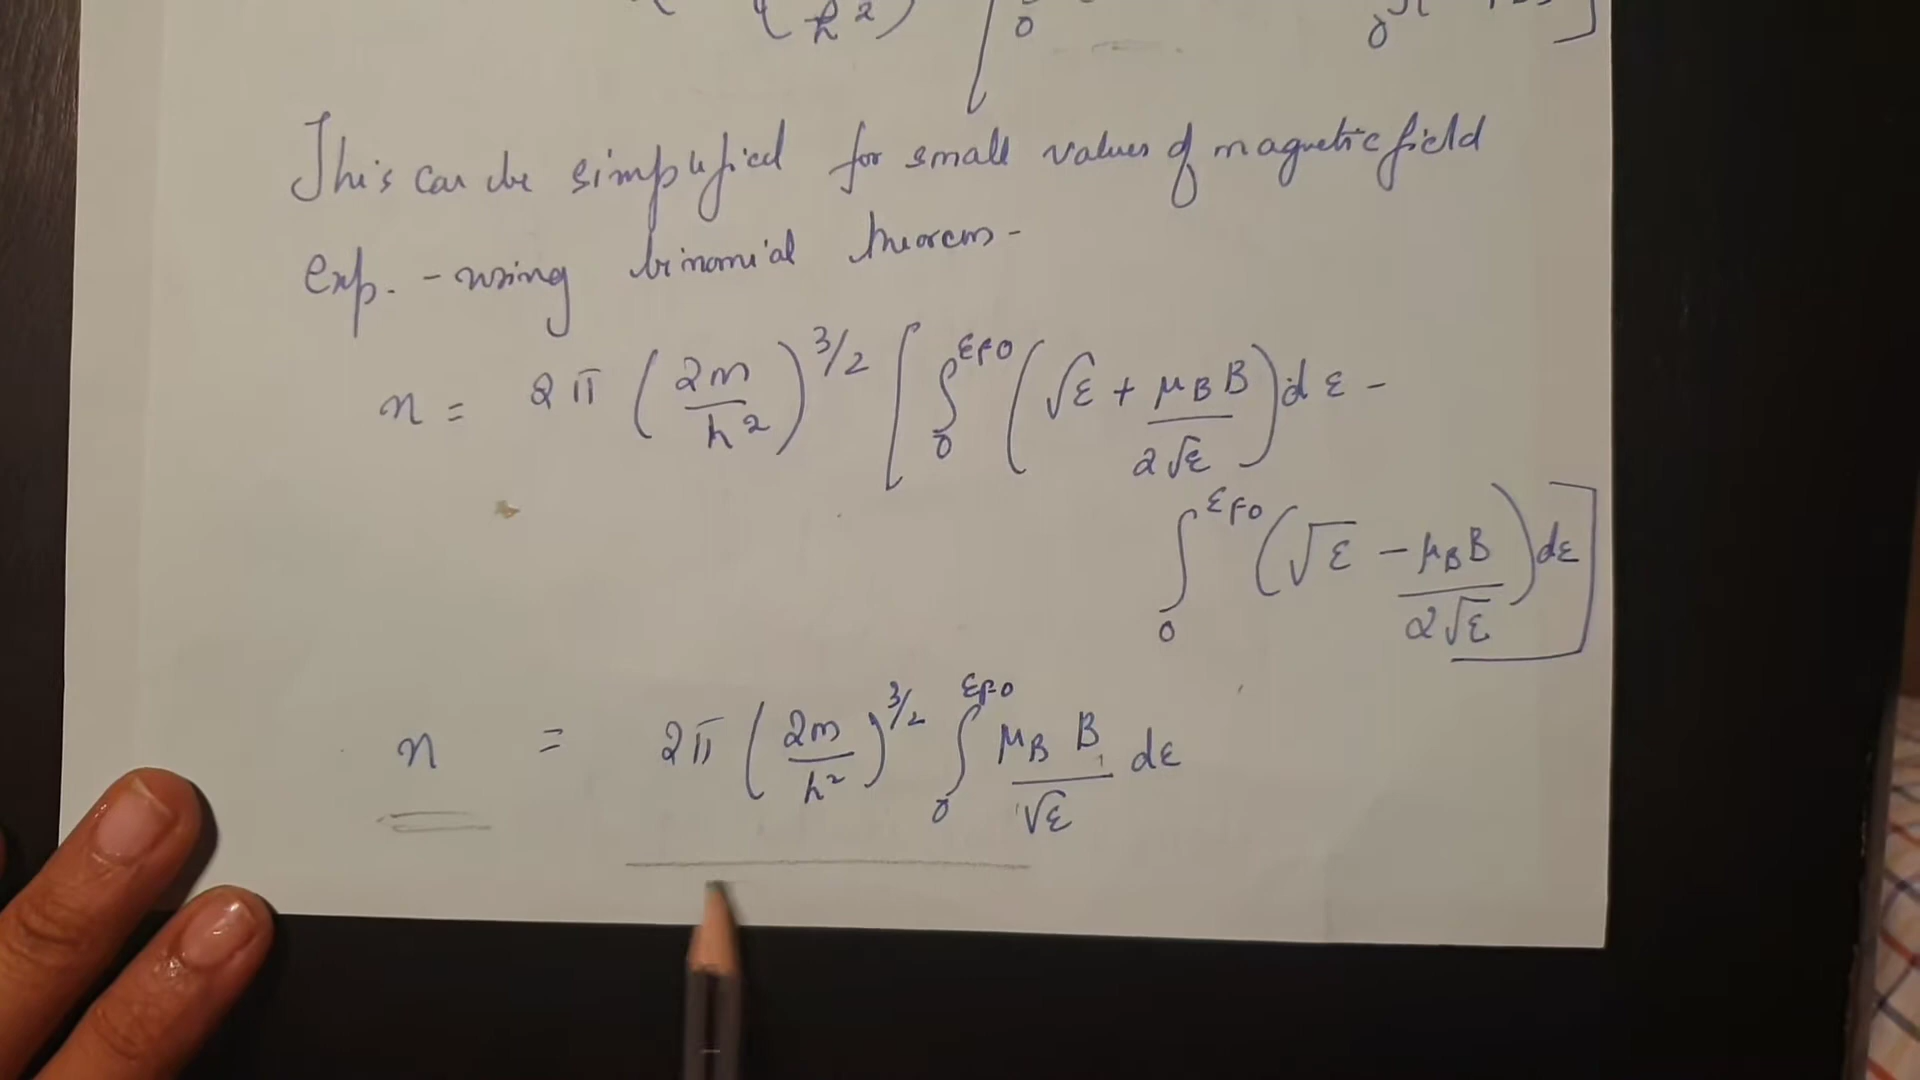 This can be simplified for small values of magnetic field
exp. - using binomial theorem -
n = 2π (2m/h²)^3/2 [ ∫₀^εF0 (√ε + μB B / 2√ε) dε -
∫₀^εF0 (√ε - μB B / 2√ε) dε ]
n = 2π (2m/h²)^3/2 ∫₀^εF0 μB B / √ε dε